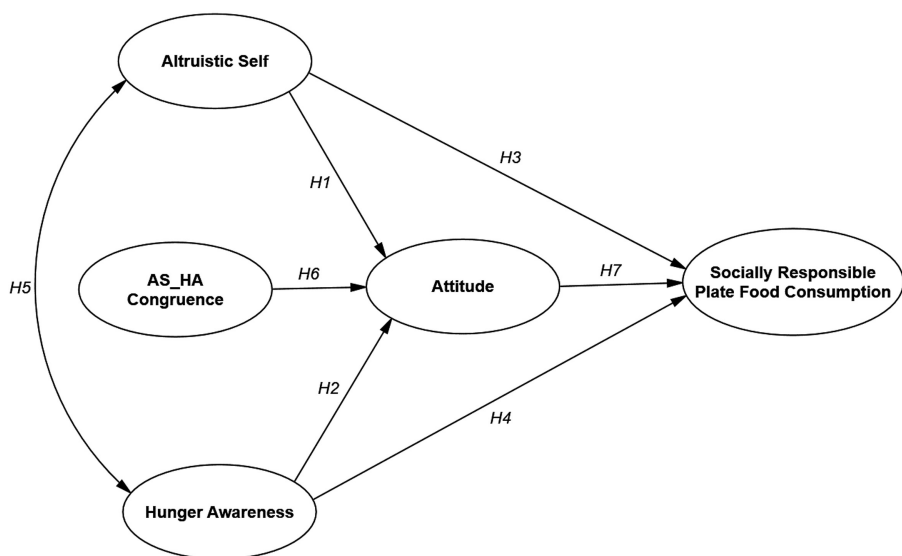 Altruistic Self
H3
H1
AS_HA
Congruence
H6
H5
Attitude
H7
Socially Responsible
Plate Food Consumption
H2
H4
Hunger Awareness